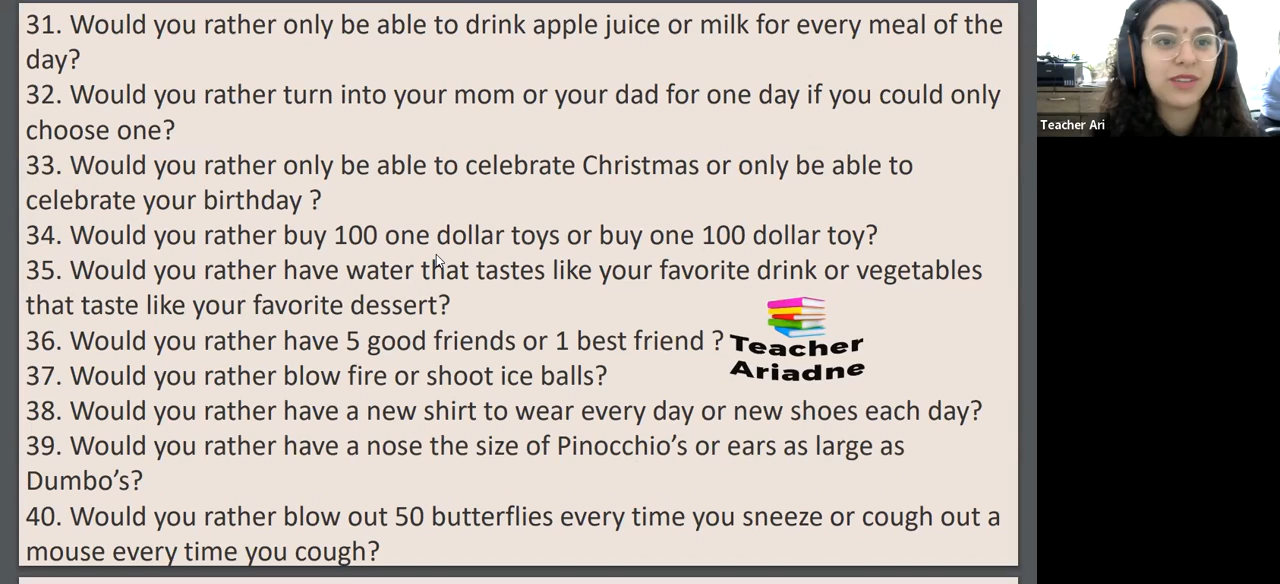 31. Would you rather only be able to drink apple juice or milk for every meal of the
day?
32. Would you rather turn into your mom or your dad for one day if you could only
choose one?
33. Would you rather only be able to celebrate Christmas or only be able to
celebrate your birthday ?
34. Would you rather buy 100 one dollar toys or buy one 100 dollar toy?
35. Would you rather have water that tastes like your favorite drink or vegetables
that taste like your favorite dessert?
36. Would you rather have 5 good friends or 1 best friend ?
37. Would you rather blow fire or shoot ice balls?
38. Would you rather have a new shirt to wear every day or new shoes each day?
39. Would you rather have a nose the size of Pinocchio’s or ears as large as
Dumbo’s?
40. Would you rather blow out 50 butterflies every time you sneeze or cough out a
mouse every time you cough?
Teacher
Ariadne
Teacher Ari